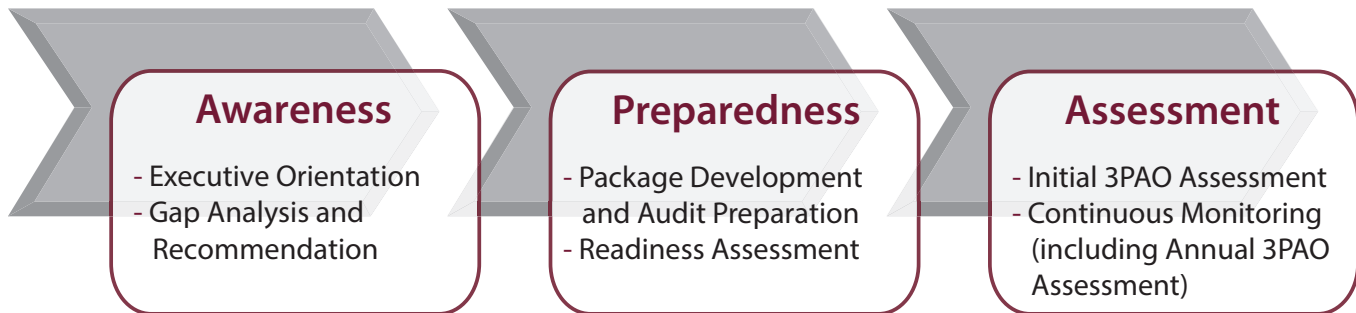 Awareness
- Executive Orientation
- Gap Analysis and
Recommendation
Preparedness
- Package Development
and Audit Preparation
- Readiness Assessment
Assessment
- Initial 3PAO Assessment
- Continuous Monitoring
(including Annual 3PAO
Assessment)